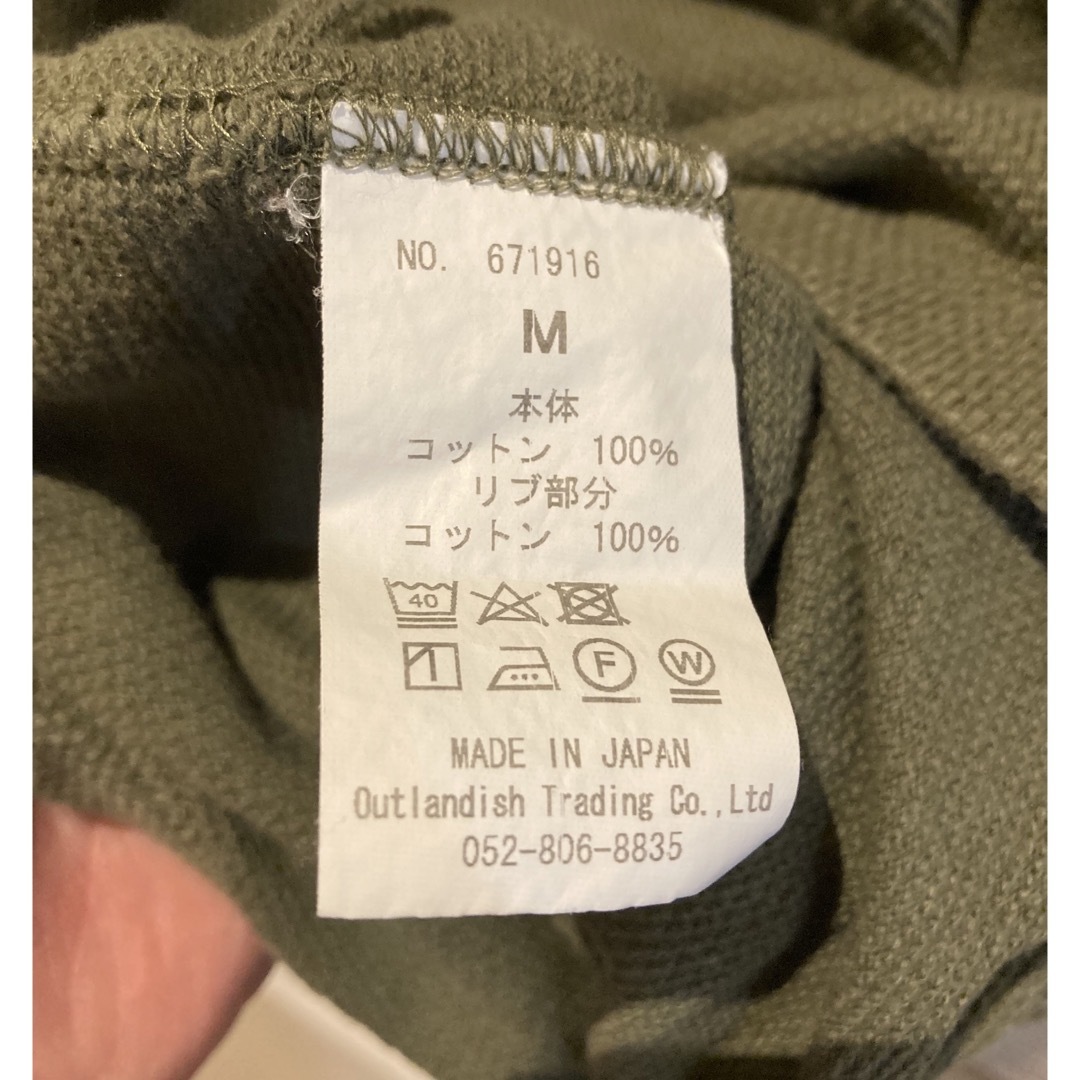 NO. 671916
M
本体
コットン 100%
リブ部分
コットン 100%
40
F W
MADE IN JAPAN
Outlandish Trading Co.,Ltd
052-806-8835